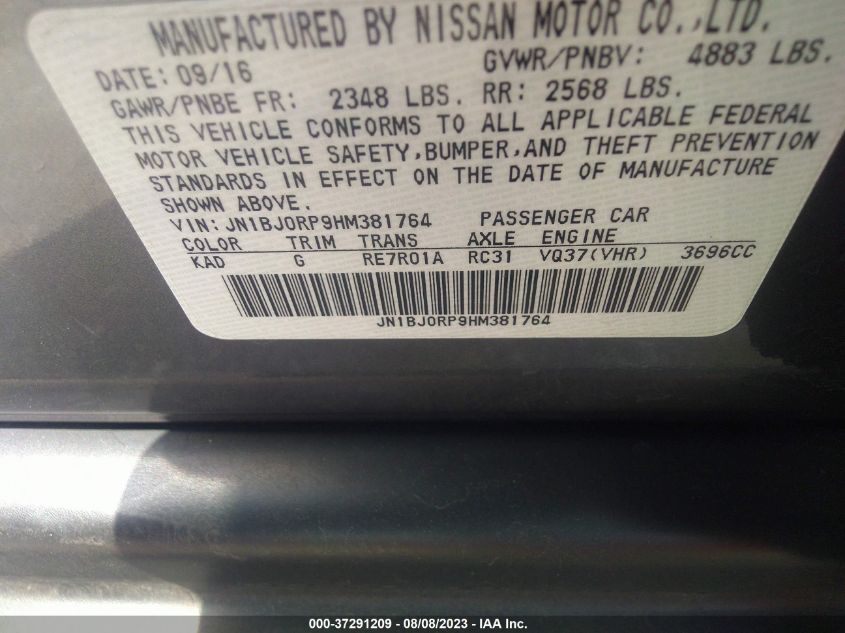 MANUFACTURED BY NISSAN MOTOR CO.,LTD.
DATE: 09/16 GVWR/PNBV: 4883 LBS.
GAWR/PNBE FR: 2348 LBS. RR: 2568 LBS.
THIS VEHICLE CONFORMS TO ALL APPLICABLE FEDERAL
MOTOR VEHICLE SAFETY,BUMPER,AND THEFT PREVENTION
STANDARDS IN EFFECT ON THE DATE OF MANUFACTURE
SHOWN ABOVE.
VIN: JN1BJ0RP9HM381764 PASSENGER CAR
COLOR TRIM TRANS AXLE ENGINE
KAD G RE7R01A RC31 VQ37(VHR) 3696CC
JN1BJ0RP9HM381764
000-37291209 - 08/08/2023 - IAA Inc.